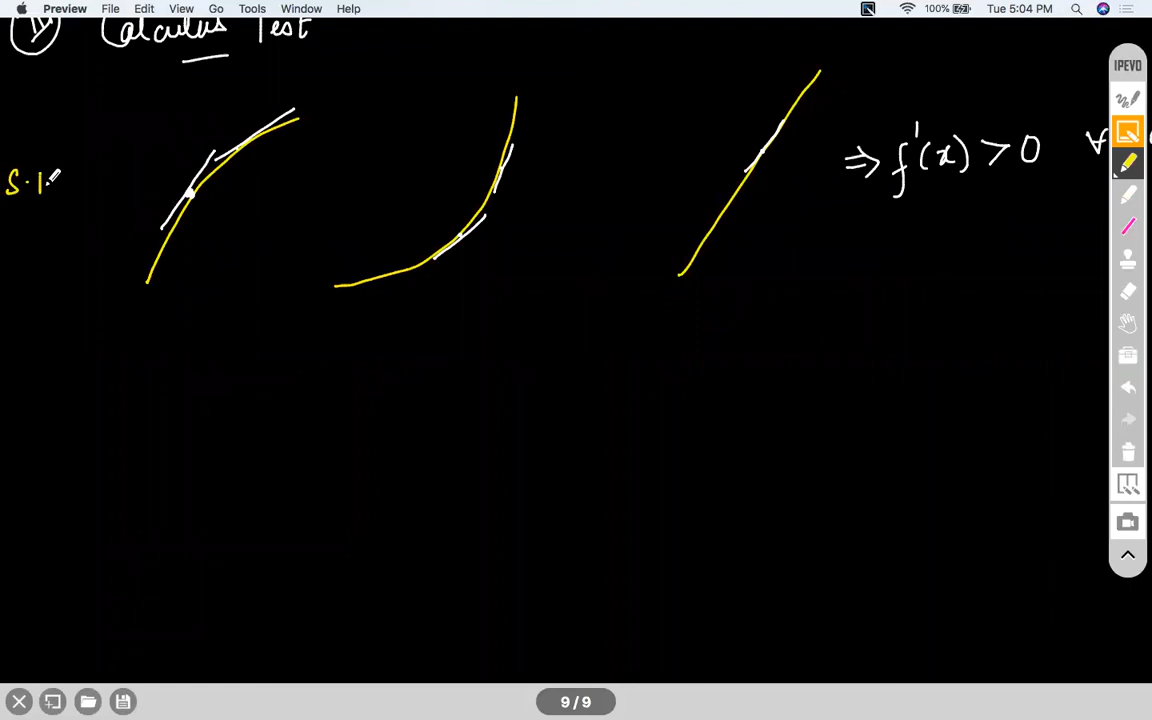 Preview File Edit View Go Tools Window Help 100% Tue 5:04 PM
Calculus Test
IPEVO
⇒ f'(x) > 0 ∀
S·I
9 / 9